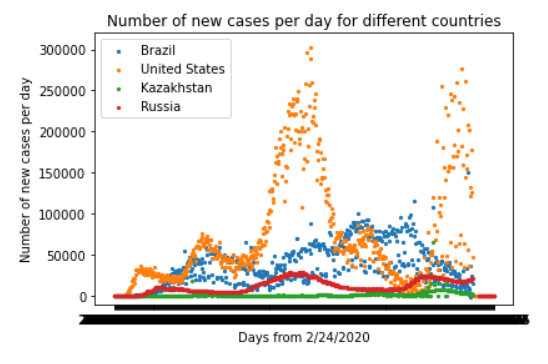 Number of new cases per day for different countries
Number of new cases per day
300000
250000
200000
150000
100000
50000
0
Brazil
United States
Kazakhstan
Russia
Days from 2/24/2020